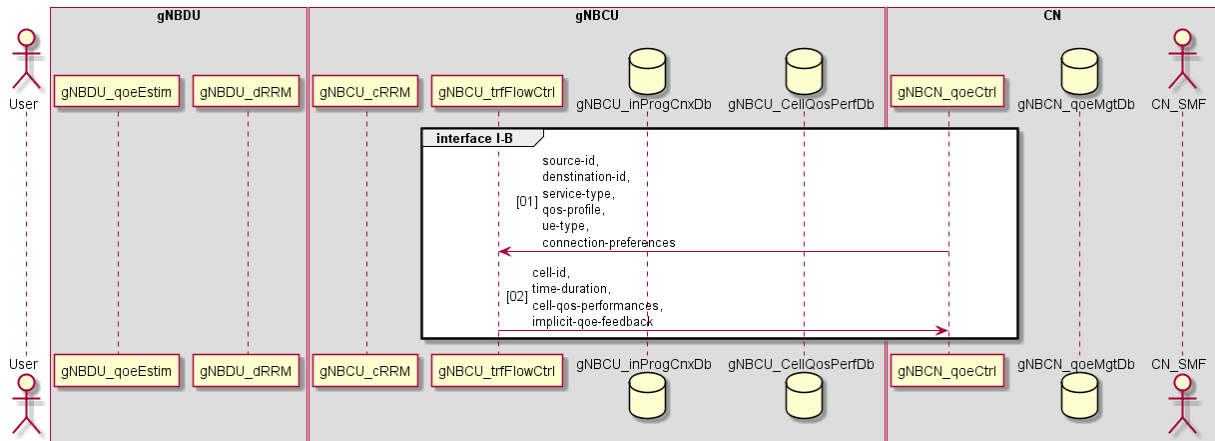 gNBDU
gNBCU
CN
User
gNBDU_qoeEstim
gNBDU_dRRM
gNBCU_cRRM
gNBCU_trfFlowCtrl
gNBCU_inProgCnxDb
gNBCU_CellQosPerfDb
gNBCN_qoeCtrl
gNBCN_qoeMgtDb
CN_SMF
interface I-B
[01]
source-id,
denstination-id,
service-type,
qos-profile,
ue-type,
connection-preferences
[02]
cell-id,
time-duration,
cell-qos-performances,
implicit-qoe-feedback
User
gNBDU_qoeEstim
gNBDU_dRRM
gNBCU_cRRM
gNBCU_trfFlowCtrl
gNBCU_inProgCnxDb
gNBCU_CellQosPerfDb
gNBCN_qoeCtrl
gNBCN_qoeMgtDb
CN_SMF